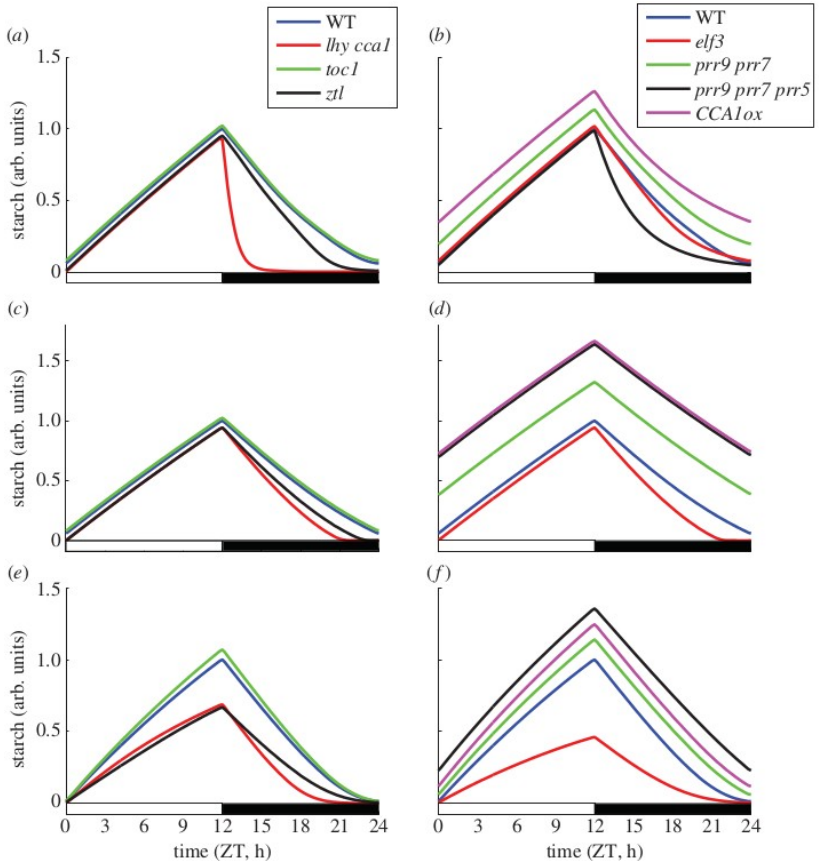 (a)
WT
lhy cca1
toc1
ztl
1.5
1.0
0.5
0
starch (arb. units)
(b)
WT
elf3
prr9 prr7
prr9 prr7 prr5
CCA1ox
(c)
1.5
1.0
0.5
0
starch (arb. units)
(d)
(e)
1.5
1.0
0.5
0
starch (arb. units)
0 3 6 9 12 15 18 21 24
time (ZT, h)
(f)
0 3 6 9 12 15 18 21 24
time (ZT, h)